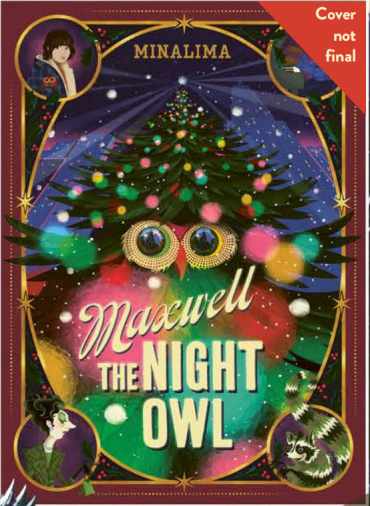 Cover
not
final
MINALIMA
Maxwell
THE NIGHT
OWL